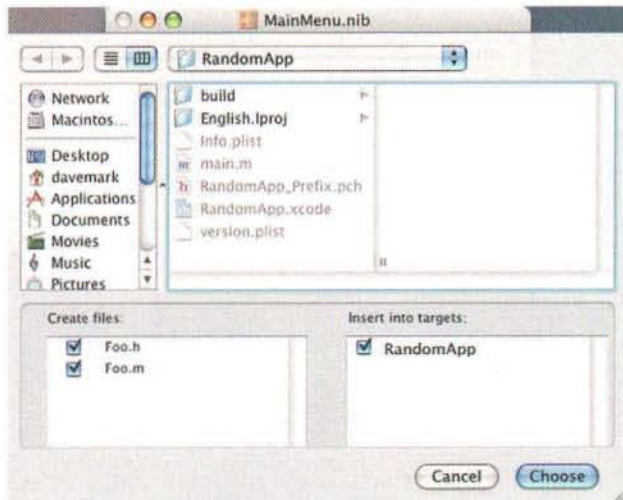 MainMenu.nib
RandomApp
Network
Macintos...
Desktop
davemark
Applications
Documents
Movies
Music
Pictures
build
English.lproj
Info.plist
main.m
RandomApp_Prefix.pch
RandomApp.xcode
version.plist
Create files:
Foo.h
Foo.m
Insert into targets:
RandomApp
Cancel
Choose